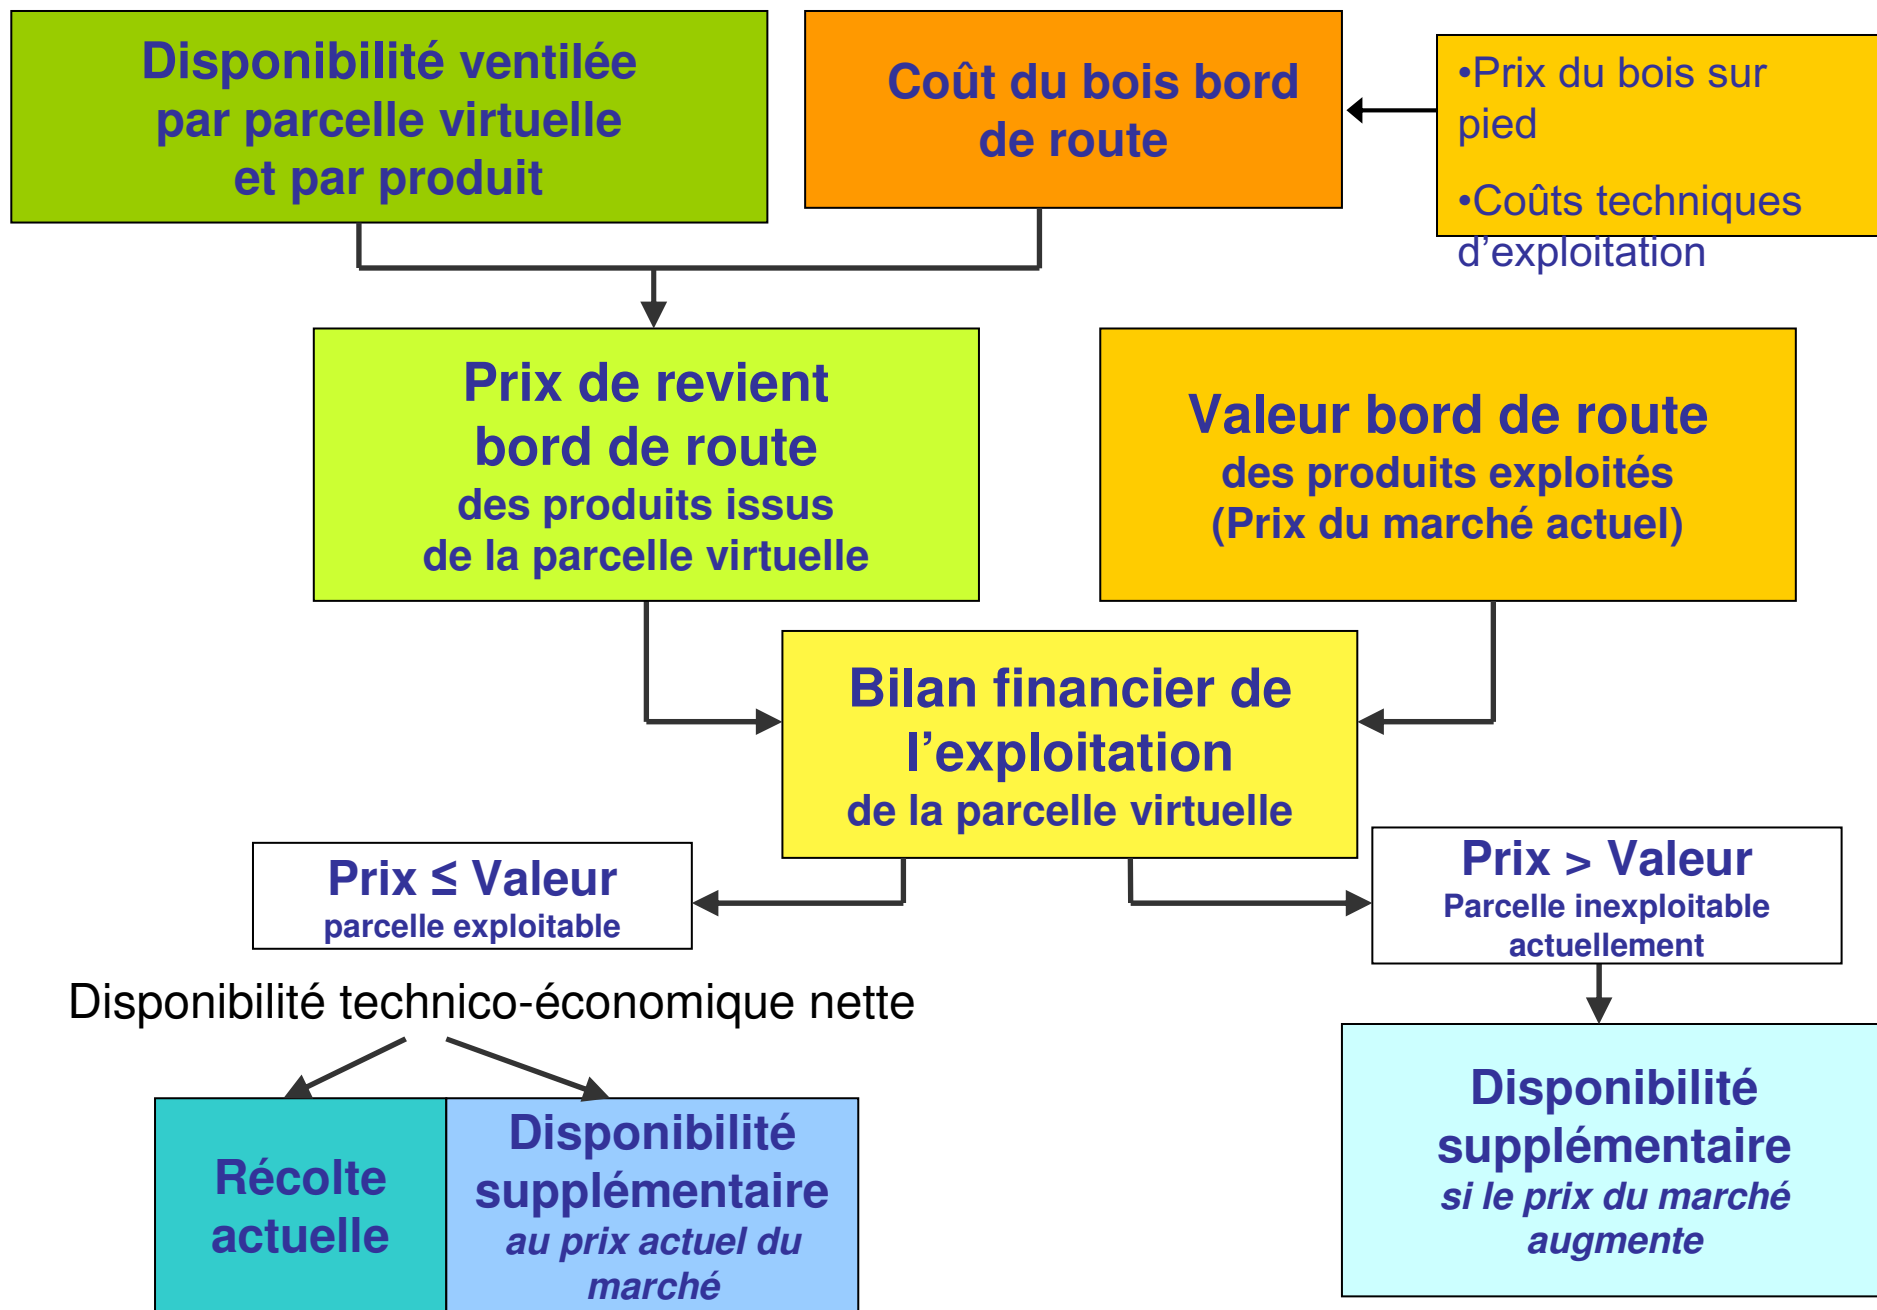 Disponibilité ventilée
par parcelle virtuelle
et par produit
Coût du bois bord
de route
•Prix du bois sur
pied
•Coûts techniques
d’exploitation
Prix de revient
bord de route
des produits issus
de la parcelle virtuelle
Valeur bord de route
des produits exploités
(Prix du marché actuel)
Bilan financier de
l’exploitation
de la parcelle virtuelle
Prix ≤ Valeur
parcelle exploitable
Prix > Valeur
Parcelle inexploitable
actuellement
Disponibilité technico-économique nette
Récolte
actuelle
Disponibilité
supplémentaire
au prix actuel du
marché
Disponibilité
supplémentaire
si le prix du marché
augmente